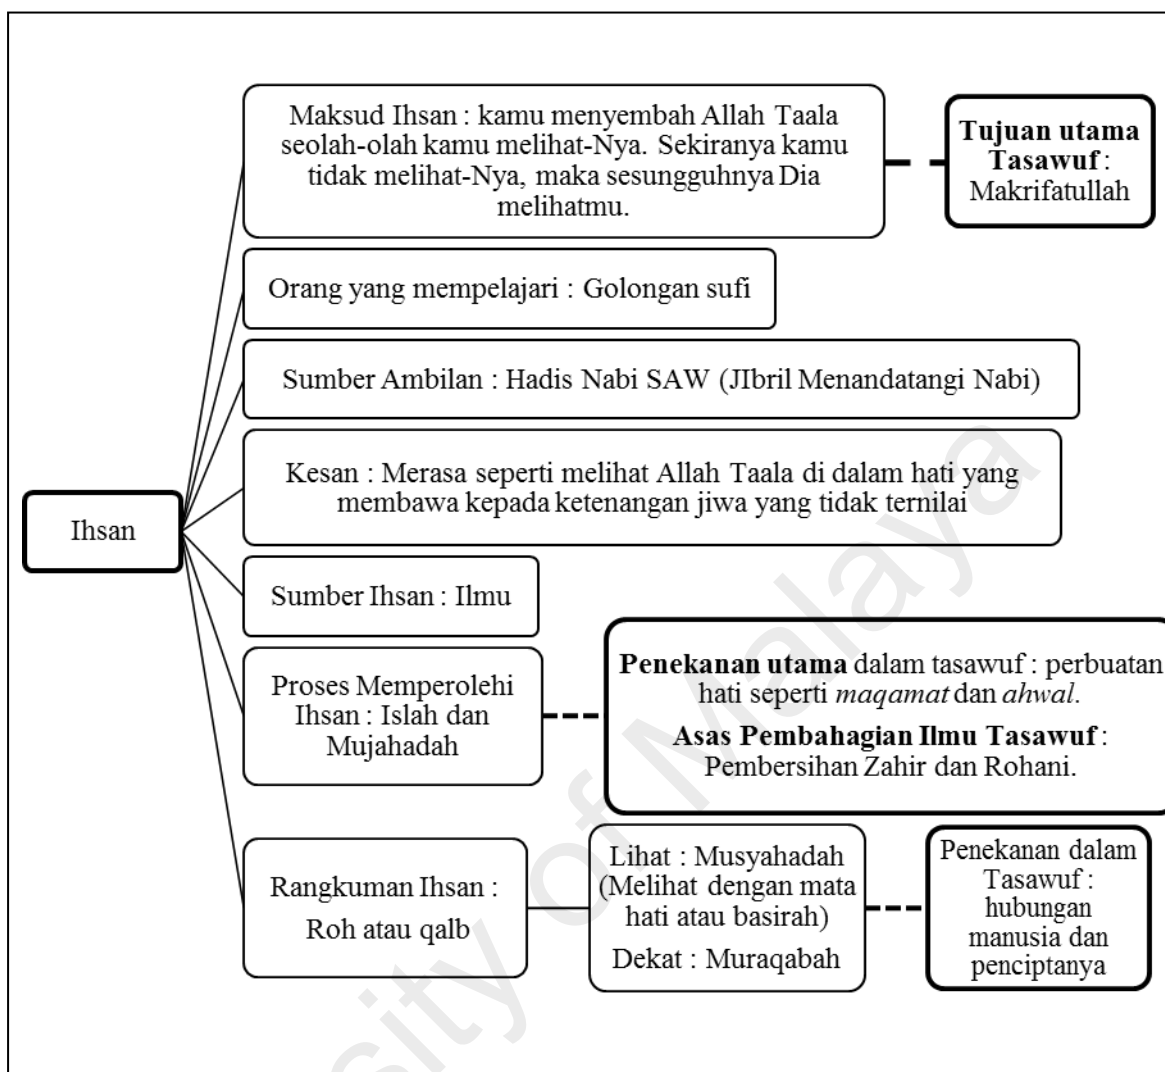 Maksud Ihsan : kamu menyembah Allah Taala
seolah-olah kamu melihat-Nya. Sekiranya kamu
tidak melihat-Nya, maka sesungguhnya Dia
melihatmu.
Tujuan utama
Tasawuf :
Makrifatullah
Orang yang mempelajari : Golongan sufi
Sumber Ambilan : Hadis Nabi SAW (JIbril Menandatangi Nabi)
Kesan : Merasa seperti melihat Allah Taala di dalam hati yang
membawa kepada ketenangan jiwa yang tidak ternilai
Ihsan
Sumber Ihsan : Ilmu
Proses Memperolehi
Ihsan : Islah dan
Mujahadah
Penekanan utama dalam tasawuf : perbuatan
hati seperti maqamat dan ahwal.
Asas Pembahagian Ilmu Tasawuf :
Pembersihan Zahir dan Rohani.
Rangkuman Ihsan :
Roh atau qalb
Lihat : Musyahadah
(Melihat dengan mata
hati atau basirah)
Dekat : Muraqabah
Penekanan dalam
Tasawuf :
hubungan
manusia dan
penciptanya
sity of Malaya